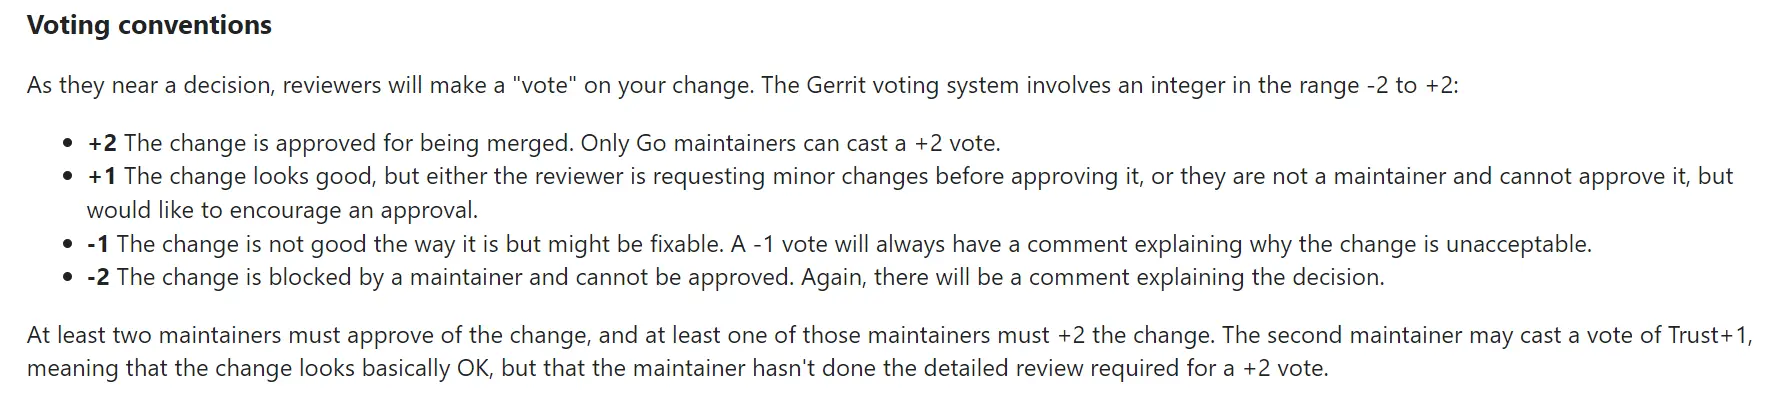 Voting conventions
As they near a decision, reviewers will make a "vote" on your change. The Gerrit voting system involves an integer in the range -2 to +2:
• +2 The change is approved for being merged. Only Go maintainers can cast a +2 vote.
• +1 The change looks good, but either the reviewer is requesting minor changes before approving it, or they are not a maintainer and cannot approve it, but
would like to encourage an approval.
• -1 The change is not good the way it is but might be fixable. A -1 vote will always have a comment explaining why the change is unacceptable.
• -2 The change is blocked by a maintainer and cannot be approved. Again, there will be a comment explaining the decision.
At least two maintainers must approve of the change, and at least one of those maintainers must +2 the change. The second maintainer may cast a vote of Trust+1,
meaning that the change looks basically OK, but that the maintainer hasn't done the detailed review required for a +2 vote.